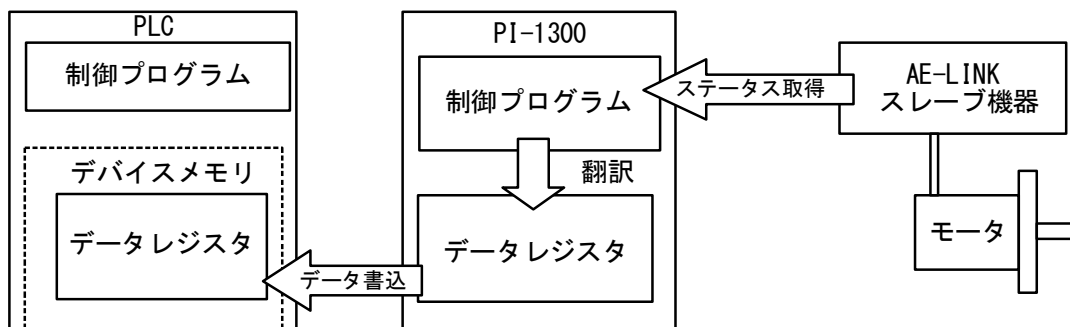 PLC
制御プログラム
デバイスメモリ
データレジスタ
データ書込
PI-1300
制御プログラム
翻訳
データレジスタ
ステータス取得
AE-LINK
スレーブ機器
モータ